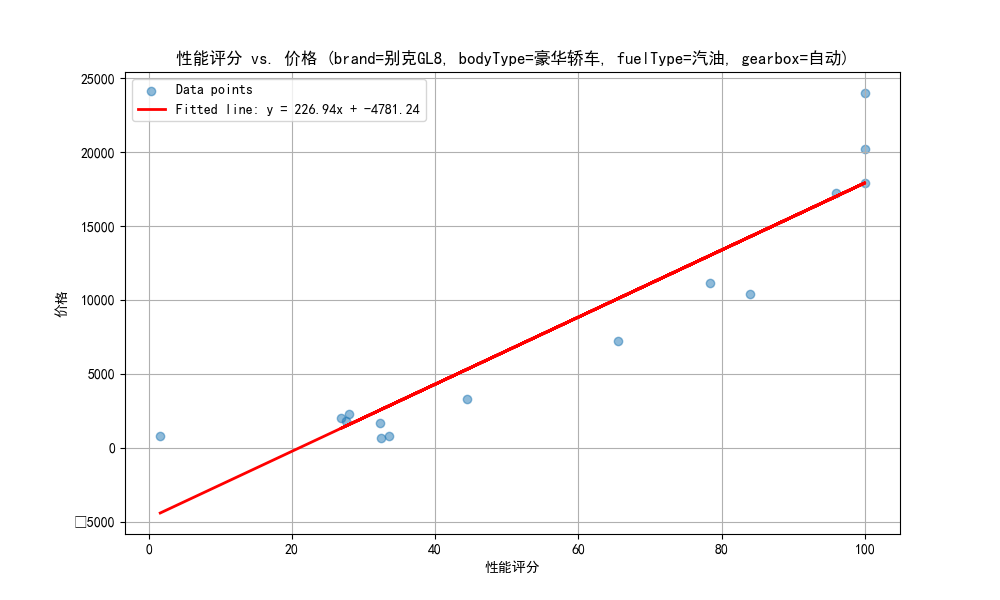 性能评分 vs. 价格 (brand=别克GL8, bodyType=豪华轿车, fuelType=汽油, gearbox=自动)
Data points
Fitted line: y = 226.94x + -4781.24
价格
25000
20000
15000
10000
5000
0
□5000
0 20 40 60 80 100
性能评分